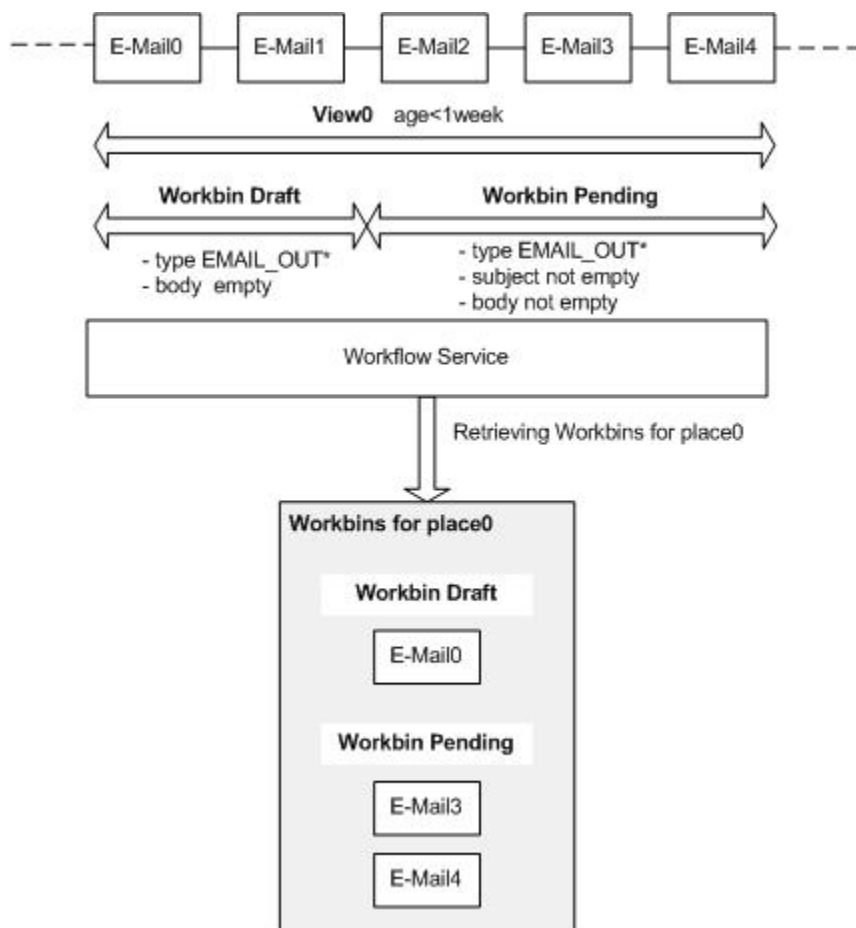 E-Mail0 E-Mail1 E-Mail2 E-Mail3 E-Mail4
View0 age<1week
Workbin Draft
- type EMAIL_OUT*
- body empty
Workbin Pending
- type EMAIL_OUT*
- subject not empty
- body not empty
Workflow Service
Retrieving Workbins for place0
Workbins for place0
Workbin Draft
E-Mail0
Workbin Pending
E-Mail3
E-Mail4